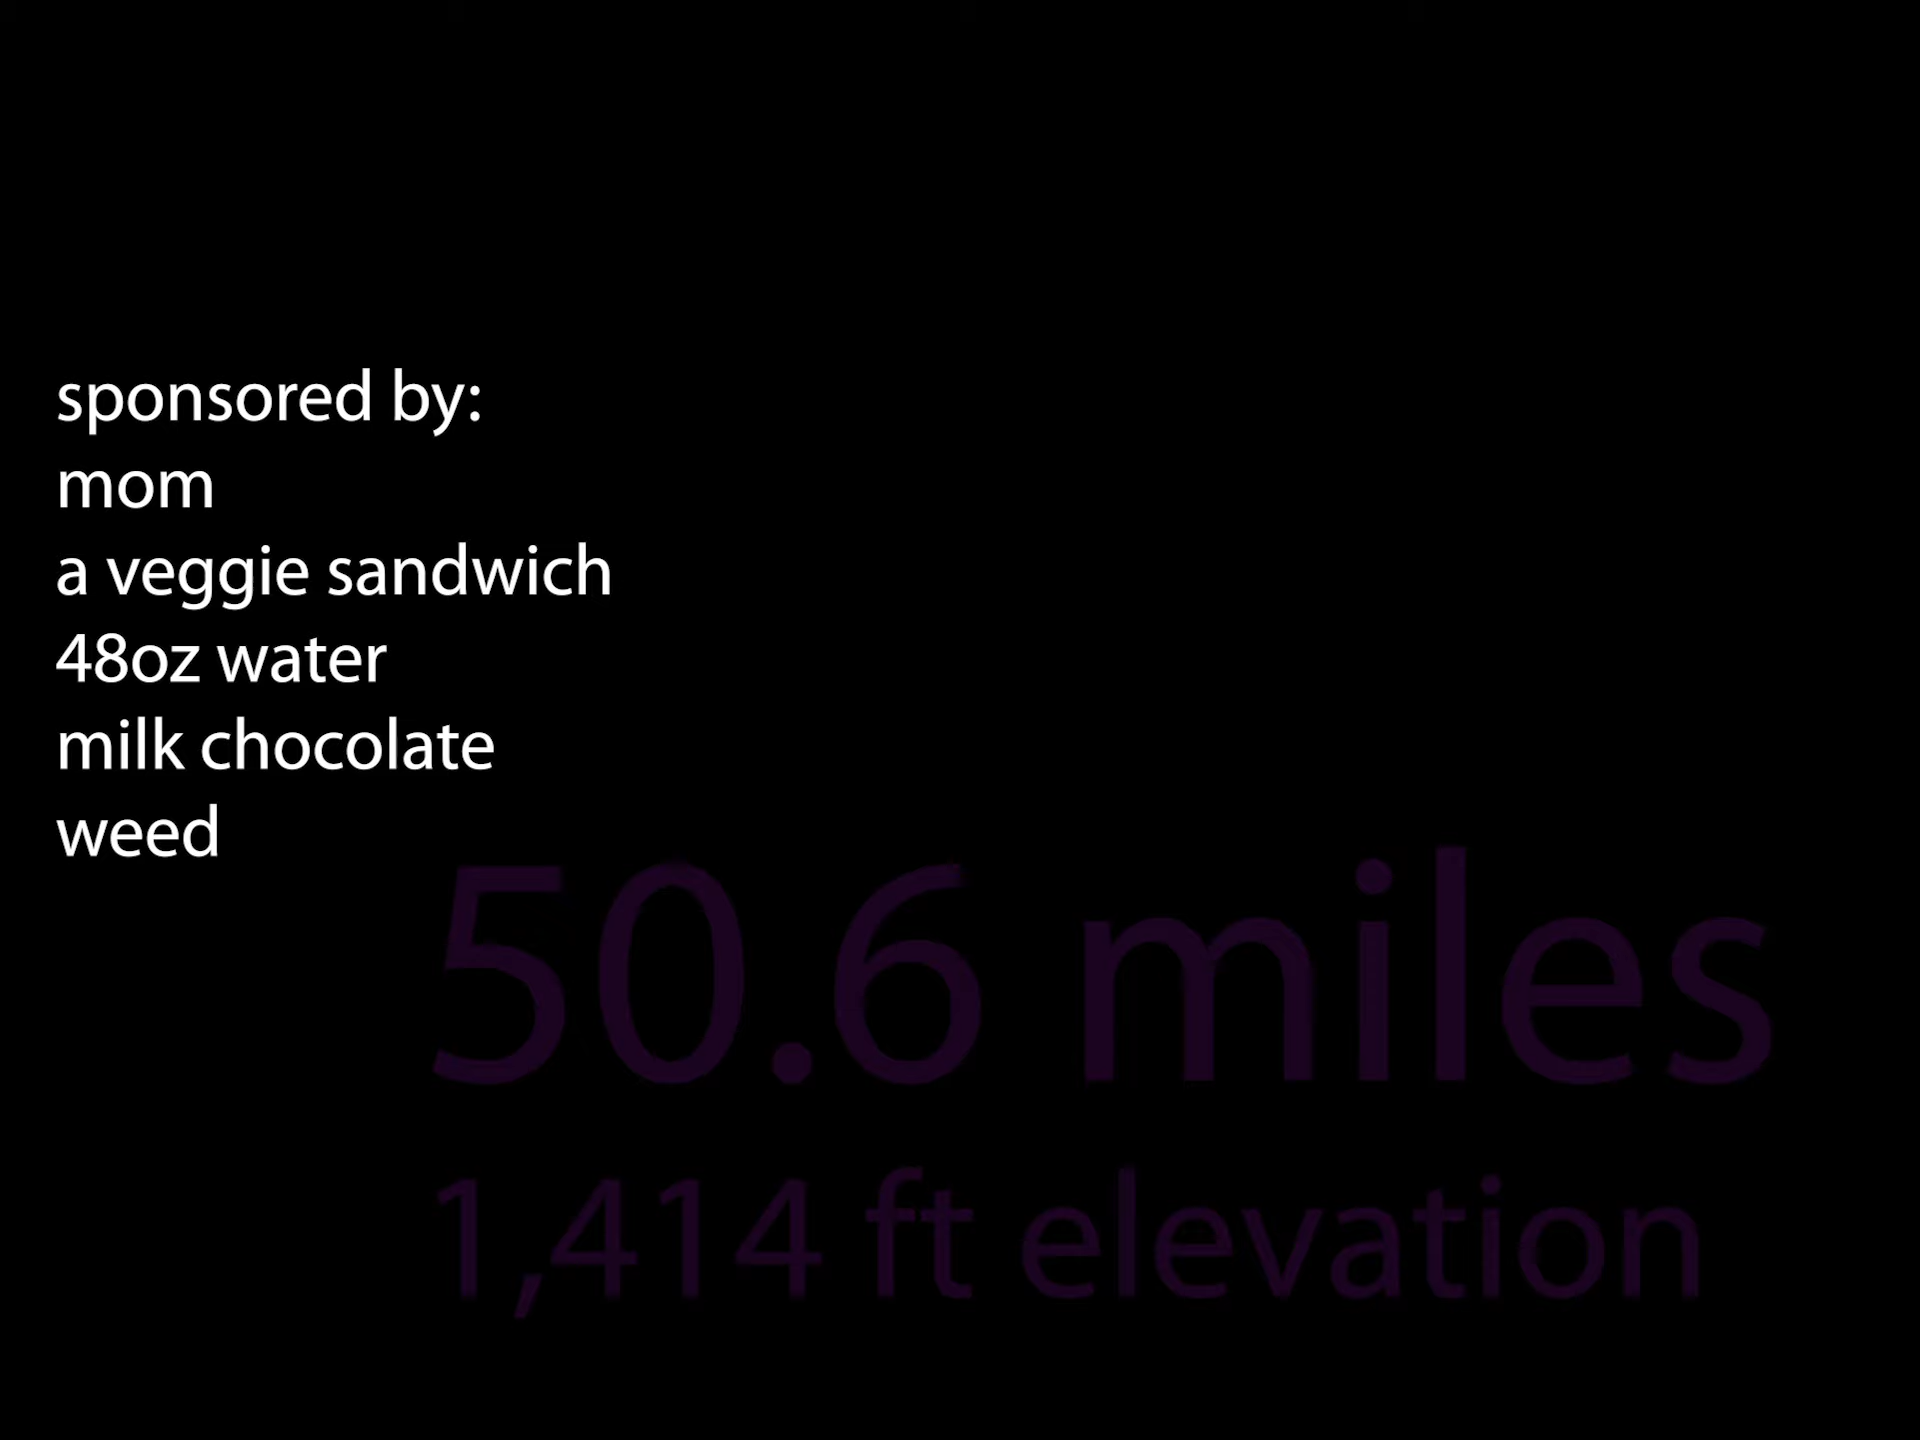 sponsored by:
mom
a veggie sandwich
48oz water
milk chocolate
weed
50.6 miles
1,414 ft elevation